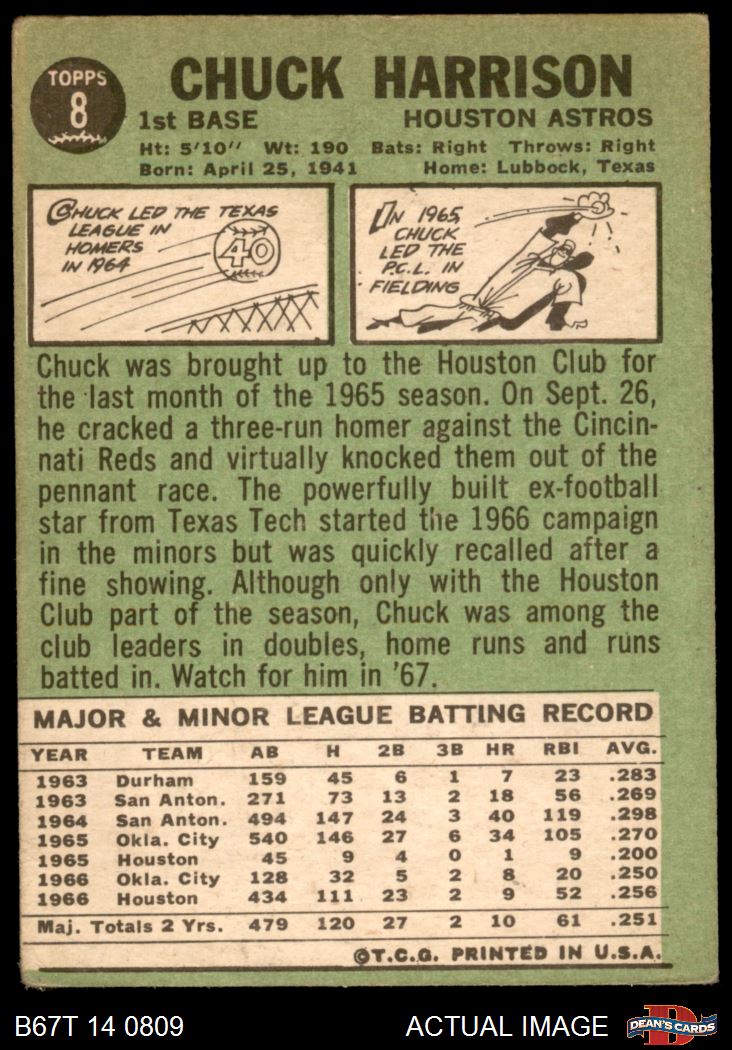 TOPPS
8
CHUCK HARRISON
1st BASE HOUSTON ASTROS
Ht: 5'10" Wt: 190 Bats: Right Throws: Right
Born: April 25, 1941 Home: Lubbock, Texas
CHUCK LED THE TEXAS
LEAGUE IN
HOMERS
IN 1964
40
IN 1965,
CHUCK
LED THE
P.C.L. IN
FIELDING
Chuck was brought up to the Houston Club for
the last month of the 1965 season. On Sept. 26,
he cracked a three-run homer against the Cincin-
nati Reds and virtually knocked them out of the
pennant race. The powerfully built ex-football
star from Texas Tech started the 1966 campaign
in the minors but was quickly recalled after a
fine showing. Although only with the Houston
Club part of the season, Chuck was among the
club leaders in doubles, home runs and runs
batted in. Watch for him in '67.
MAJOR & MINOR LEAGUE BATTING RECORD
YEAR TEAM AB H 2B 3B HR RBI AVG.
1963 Durham 159 45 6 1 7 23 .283
1963 San Anton. 271 73 13 2 18 56 .269
1964 San Anton. 494 147 24 3 40 119 .298
1965 Okla. City 540 146 27 6 34 105 .270
1965 Houston 45 9 4 0 1 9 .200
1966 Okla. City 128 32 5 2 8 20 .250
1966 Houston 434 111 23 2 9 52 .256
Maj. Totals 2 Yrs. 479 120 27 2 10 61 .251
©T.C.G. PRINTED IN U.S.A.
B67T 14 0809 ACTUAL IMAGE
D
DEAN'S CARDS